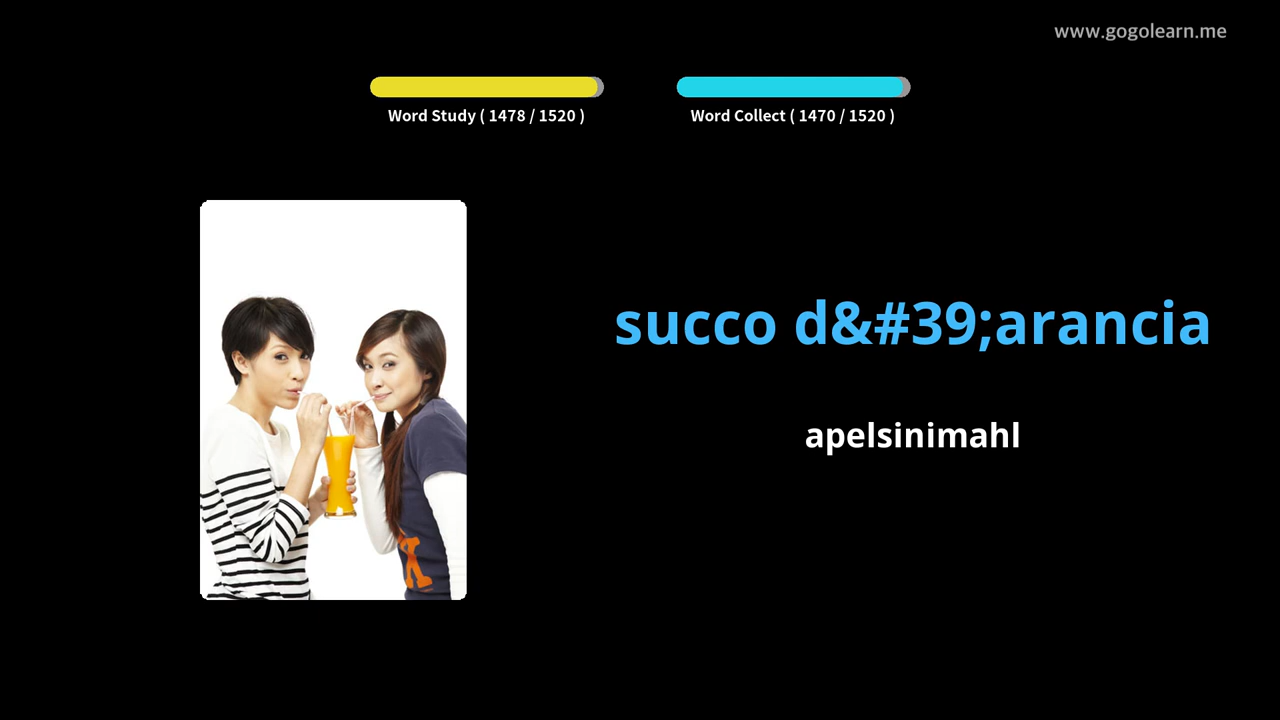 www.gogolearn.me
Word Study ( 1478 / 1520 )
Word Collect ( 1470 / 1520 )
succo d&#39;arancia
apelsinimahl